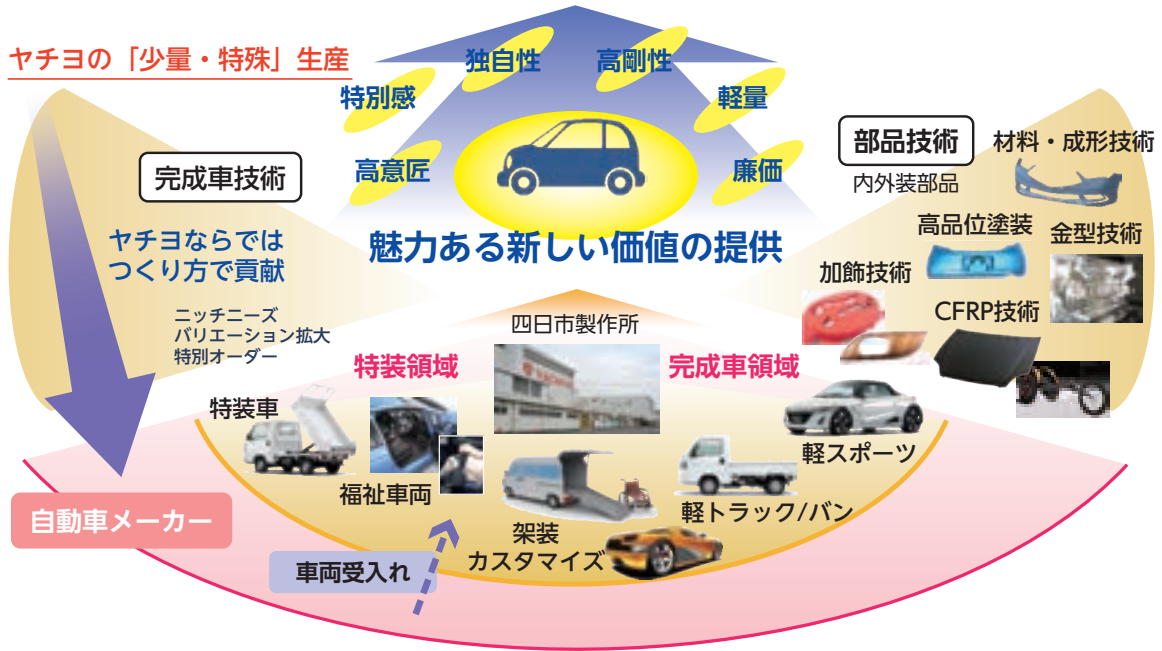 ヤチヨの「少量・特殊」生産
独自性
高剛性
特別感
軽量
高意匠
廉価
魅力ある新しい価値の提供
完成車技術
ヤチヨならでは
つくり方で貢献
ニッチニーズ
バリエーション拡大
特別オーダー
部品技術
内外装部品
材料・成形技術
高品位塗装
金型技術
加飾技術
CFRP技術
四日市製作所
特装領域
完成車領域
特装車
福祉車両
架装
カスタマイズ
軽トラック/バン
軽スポーツ
自動車メーカー
車両受入れ